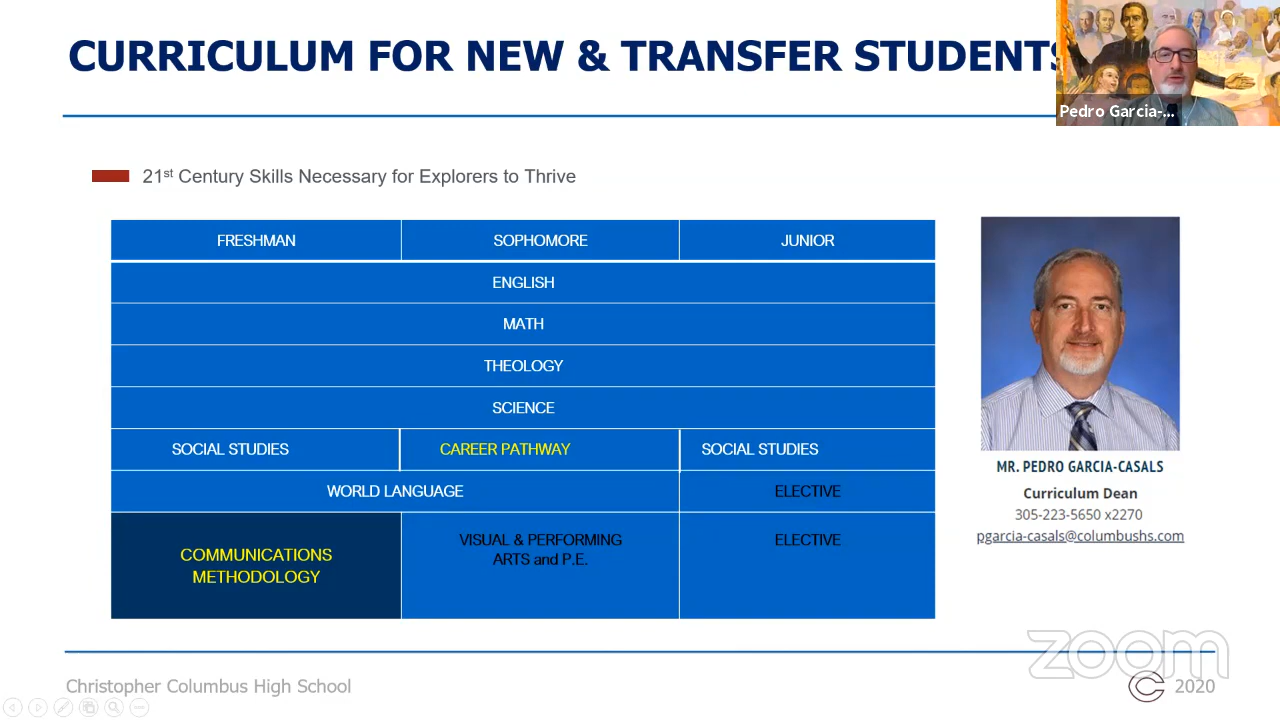 CURRICULUM FOR NEW & TRANSFER STUDENTS
Pedro Garcia-...
21st Century Skills Necessary for Explorers to Thrive
FRESHMAN SOPHOMORE JUNIOR
ENGLISH
MATH
THEOLOGY
SCIENCE
SOCIAL STUDIES CAREER PATHWAY SOCIAL STUDIES
WORLD LANGUAGE ELECTIVE
COMMUNICATIONS
METHODOLOGY
VISUAL & PERFORMING
ARTS and P.E.
ELECTIVE
MR. PEDRO GARCIA-CASALS
Curriculum Dean
305-223-5650 x2270
pgarcia-casals@columbushs.com
zoom
Christopher Columbus High School
C 2020